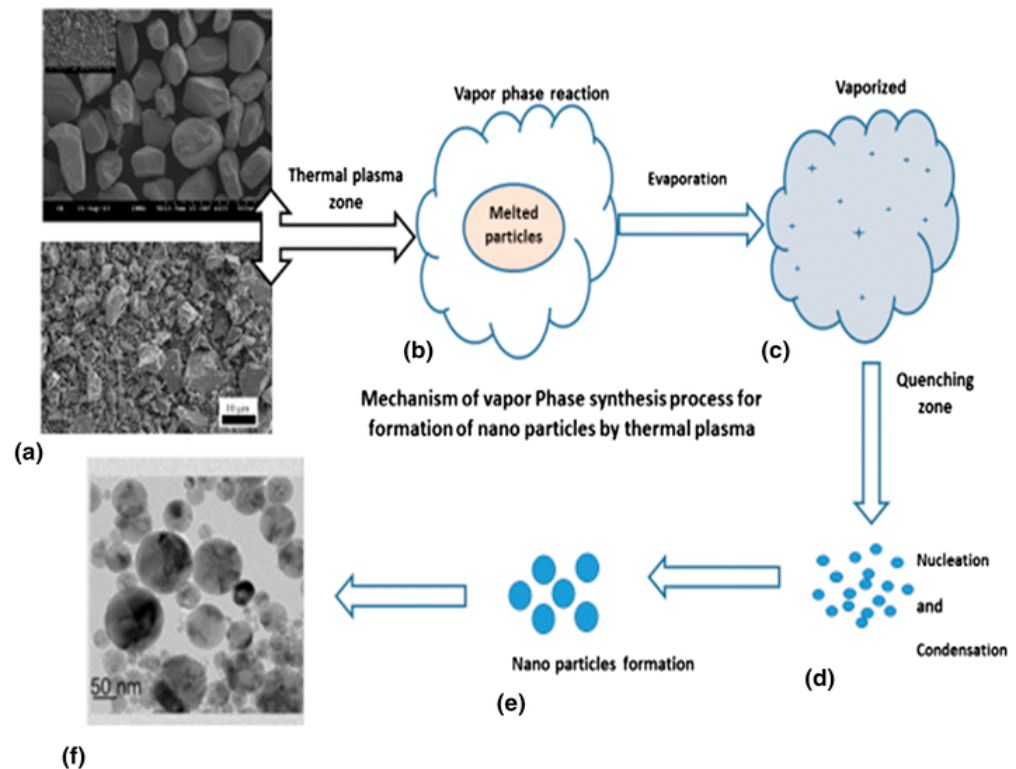 Vapor phase reaction
Vaporized
Thermal plasma
zone
Melted
particles
Evaporation
(b)
(c)
Quenching
zone
Mechanism of vapor Phase synthesis process for
formation of nano particles by thermal plasma
10 µm
(a)
Nucleation
and
Condensation
50 nm
Nano particles formation
(d)
(e)
(f)